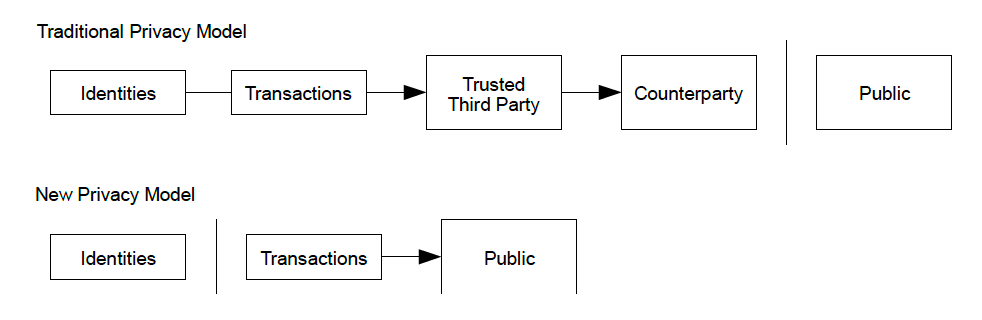 Traditional Privacy Model
Identities
Transactions
Trusted
Third Party
Counterparty
Public
New Privacy Model
Identities
Transactions
Public